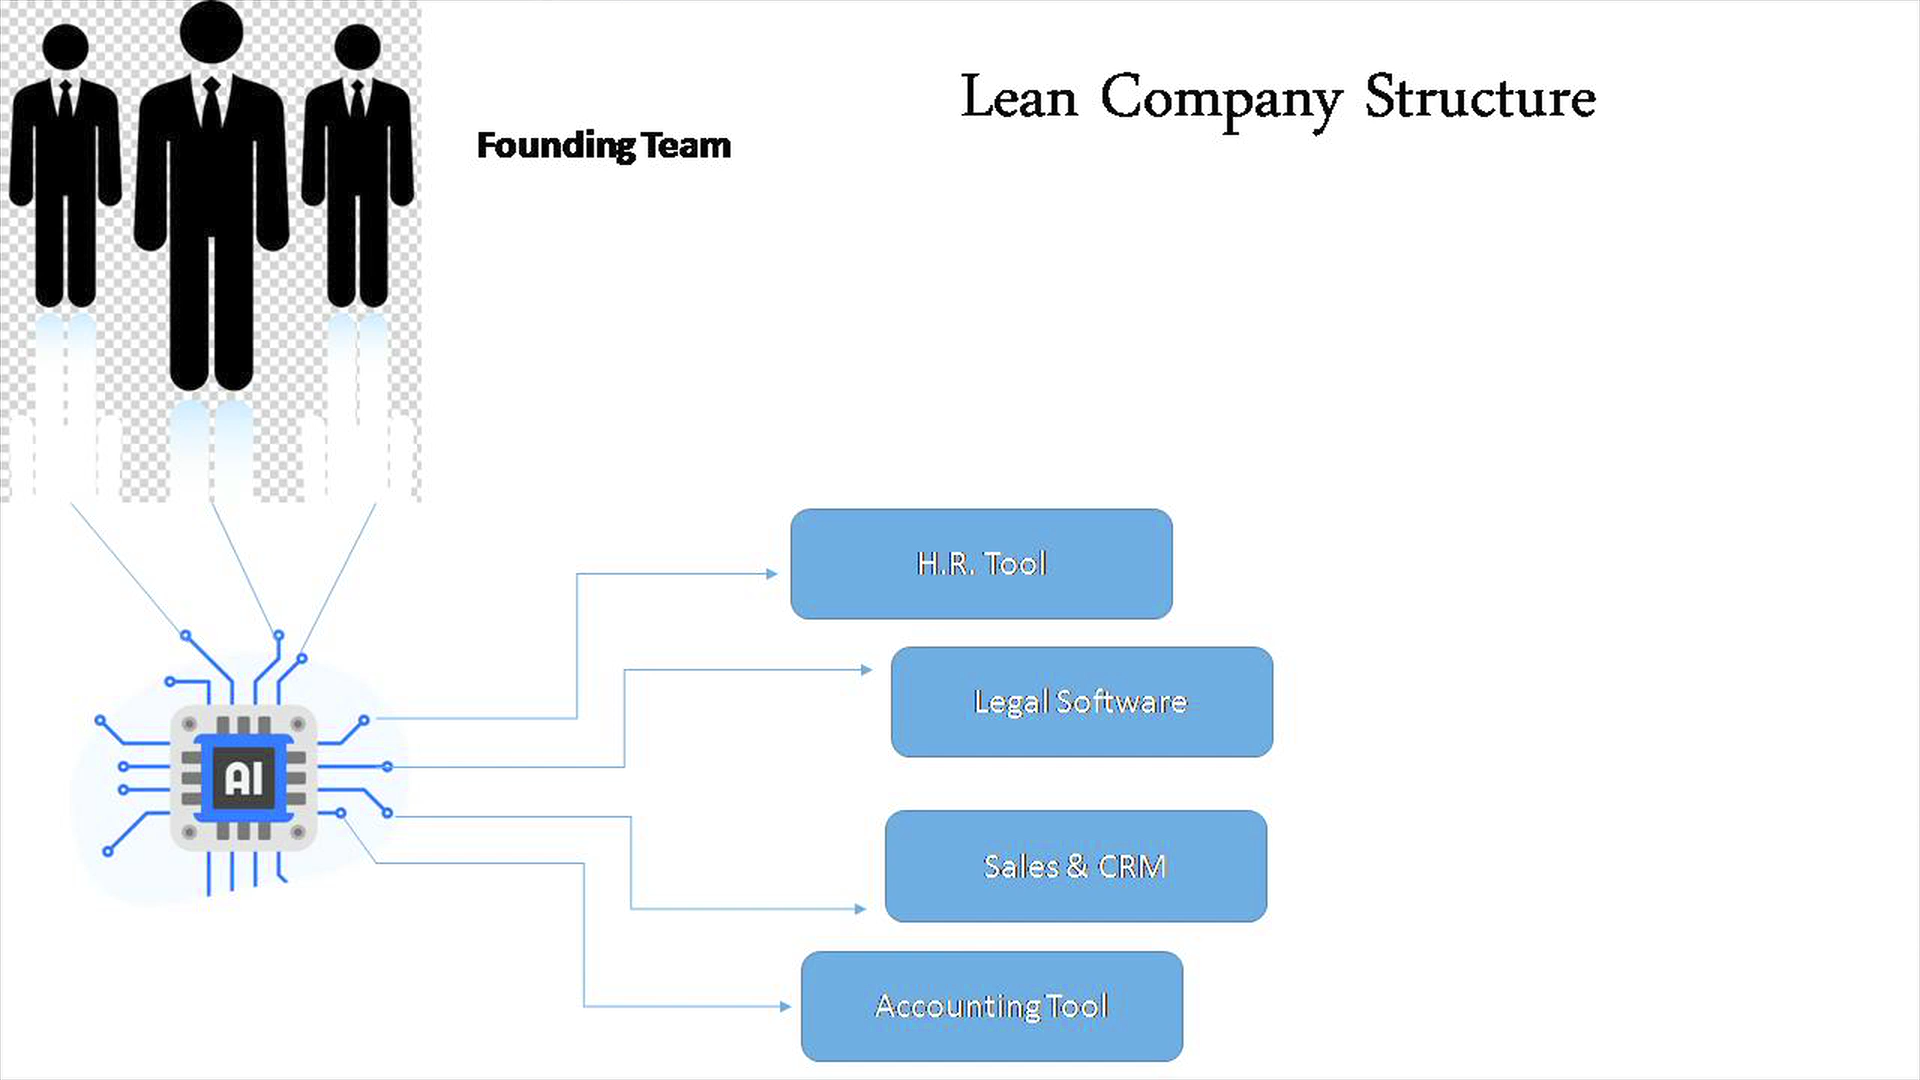 Lean Company Structure
Founding Team
H.R. Tool
Legal Software
AI
Sales & CRM
Accounting Tool